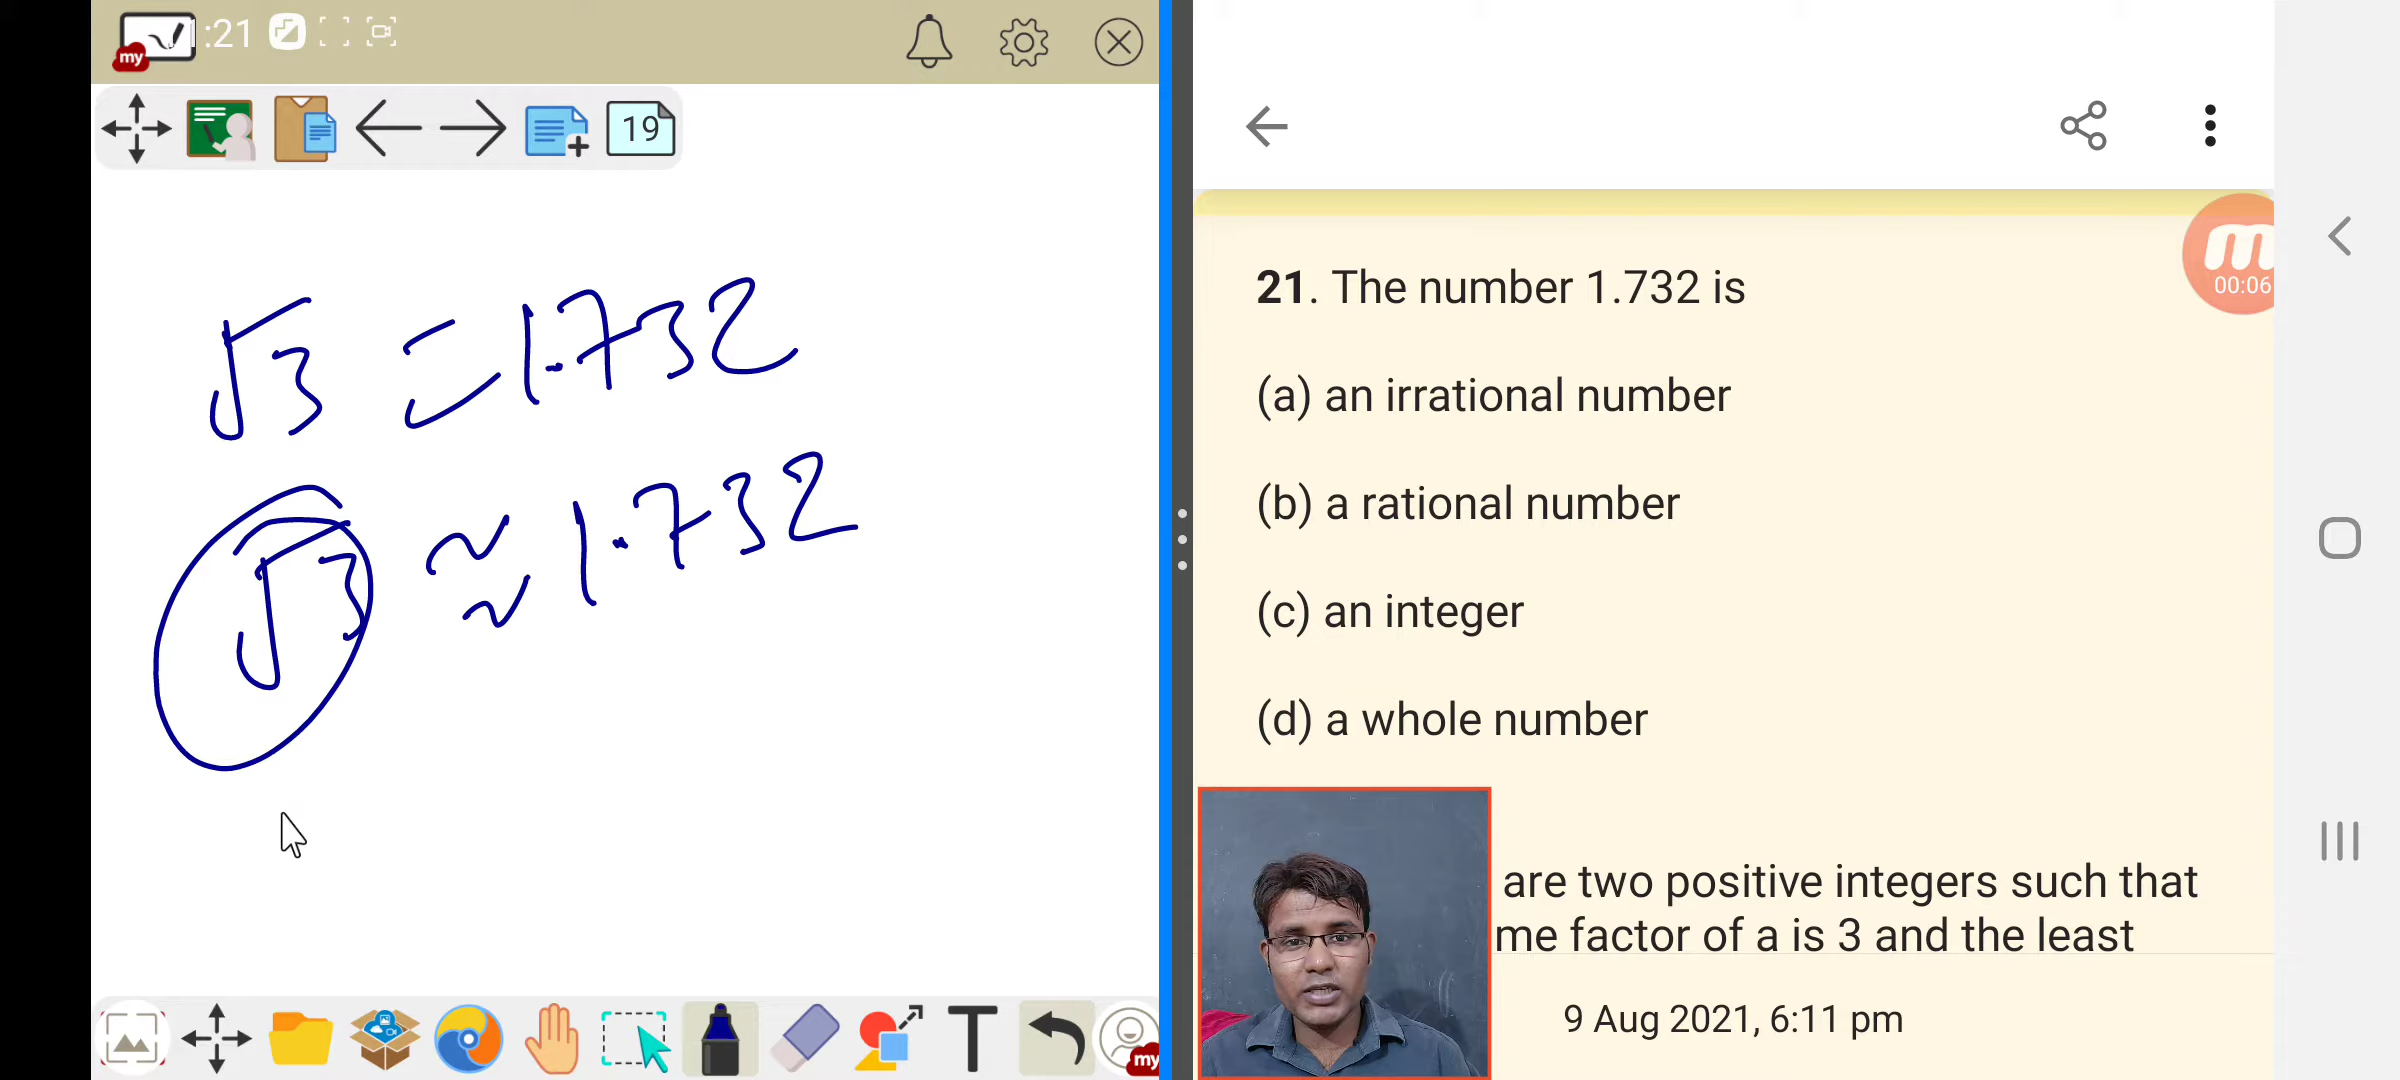 :21
my
19
√3 = 1.732
√3 ≈ 1.732
T
my
00:06
21. The number 1.732 is
(a) an irrational number
(b) a rational number
(c) an integer
(d) a whole number
are two positive integers such that
me factor of a is 3 and the least
9 Aug 2021, 6:11 pm